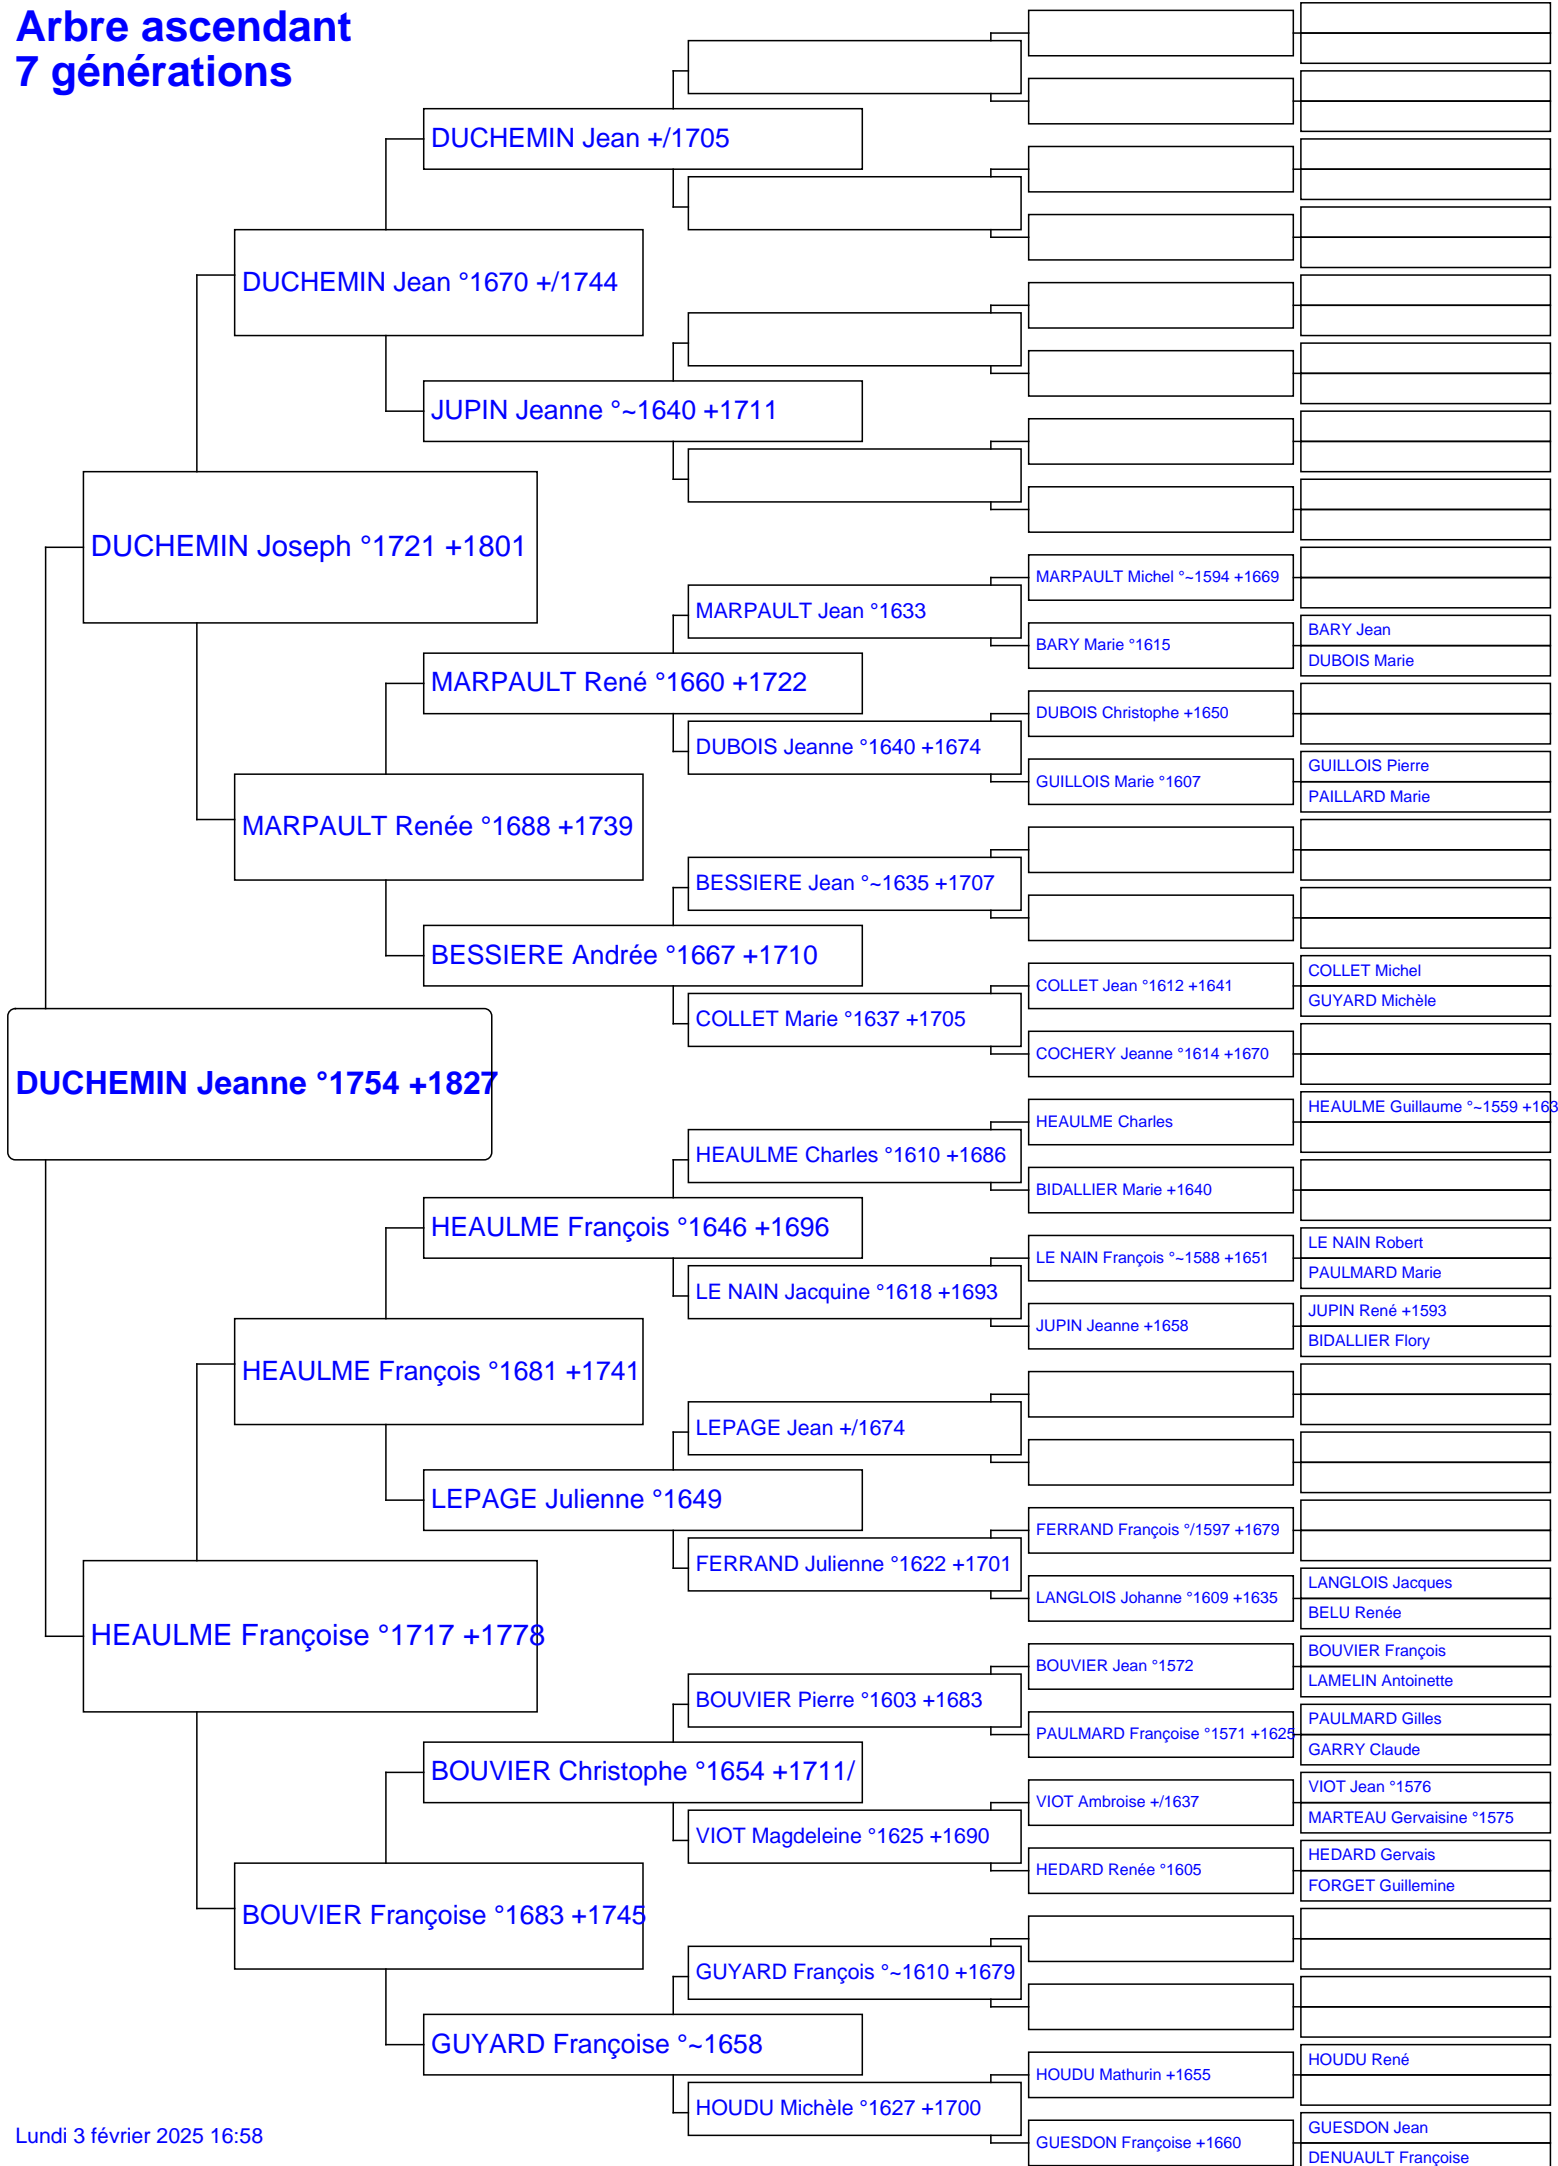 Arbre ascendant
7 générations
DUCHEMIN Jean +/1705
DUCHEMIN Jean °1670 +/1744
JUPIN Jeanne °~1640 +1711
DUCHEMIN Joseph °1721 +1801
MARPAULT Michel °~1594 +1669
MARPAULT Jean °1633
BARY Jean
BARY Marie °1615
DUBOIS Marie
MARPAULT René °1660 +1722
DUBOIS Christophe +1650
DUBOIS Jeanne °1640 +1674
GUILLOIS Pierre
GUILLOIS Marie °1607
PAILLARD Marie
MARPAULT Renée °1688 +1739
BESSIERE Jean °~1635 +1707
BESSIERE Andrée °1667 +1710
COLLET Michel
COLLET Jean °1612 +1641
GUYARD Michèle
COLLET Marie °1637 +1705
COCHERY Jeanne °1614 +1670
DUCHEMIN Jeanne °1754 +1827
HEAULME Guillaume °~1559 +163
HEAULME Charles
HEAULME Charles °1610 +1686
BIDALLIER Marie +1640
HEAULME François °1646 +1696
LE NAIN Robert
LE NAIN François °~1588 +1651
PAULMARD Marie
LE NAIN Jacquine °1618 +1693
JUPIN René +1593
JUPIN Jeanne +1658
BIDALLIER Flory
HEAULME François °1681 +1741
LEPAGE Jean +/1674
LEPAGE Julienne °1649
FERRAND François °/1597 +1679
FERRAND Julienne °1622 +1701
LANGLOIS Jacques
LANGLOIS Johanne °1609 +1635
BELU Renée
HEAULME Françoise °1717 +1778
BOUVIER François
BOUVIER Jean °1572
LAMELIN Antoinette
BOUVIER Pierre °1603 +1683
PAULMARD Gilles
PAULMARD Françoise °1571 +1625
GARRY Claude
BOUVIER Christophe °1654 +1711/
VIOT Jean °1576
VIOT Ambroise +/1637
MARTEAU Gervaisine °1575
VIOT Magdeleine °1625 +1690
HEDARD Gervais
HEDARD Renée °1605
FORGET Guillemine
BOUVIER Françoise °1683 +1745
GUYARD François °~1610 +1679
GUYARD Françoise °~1658
HOUDU René
HOUDU Mathurin +1655
HOUDU Michèle °1627 +1700
GUESDON Jean
GUESDON Françoise +1660
DENUAULT Françoise
Lundi 3 février 2025 16:58